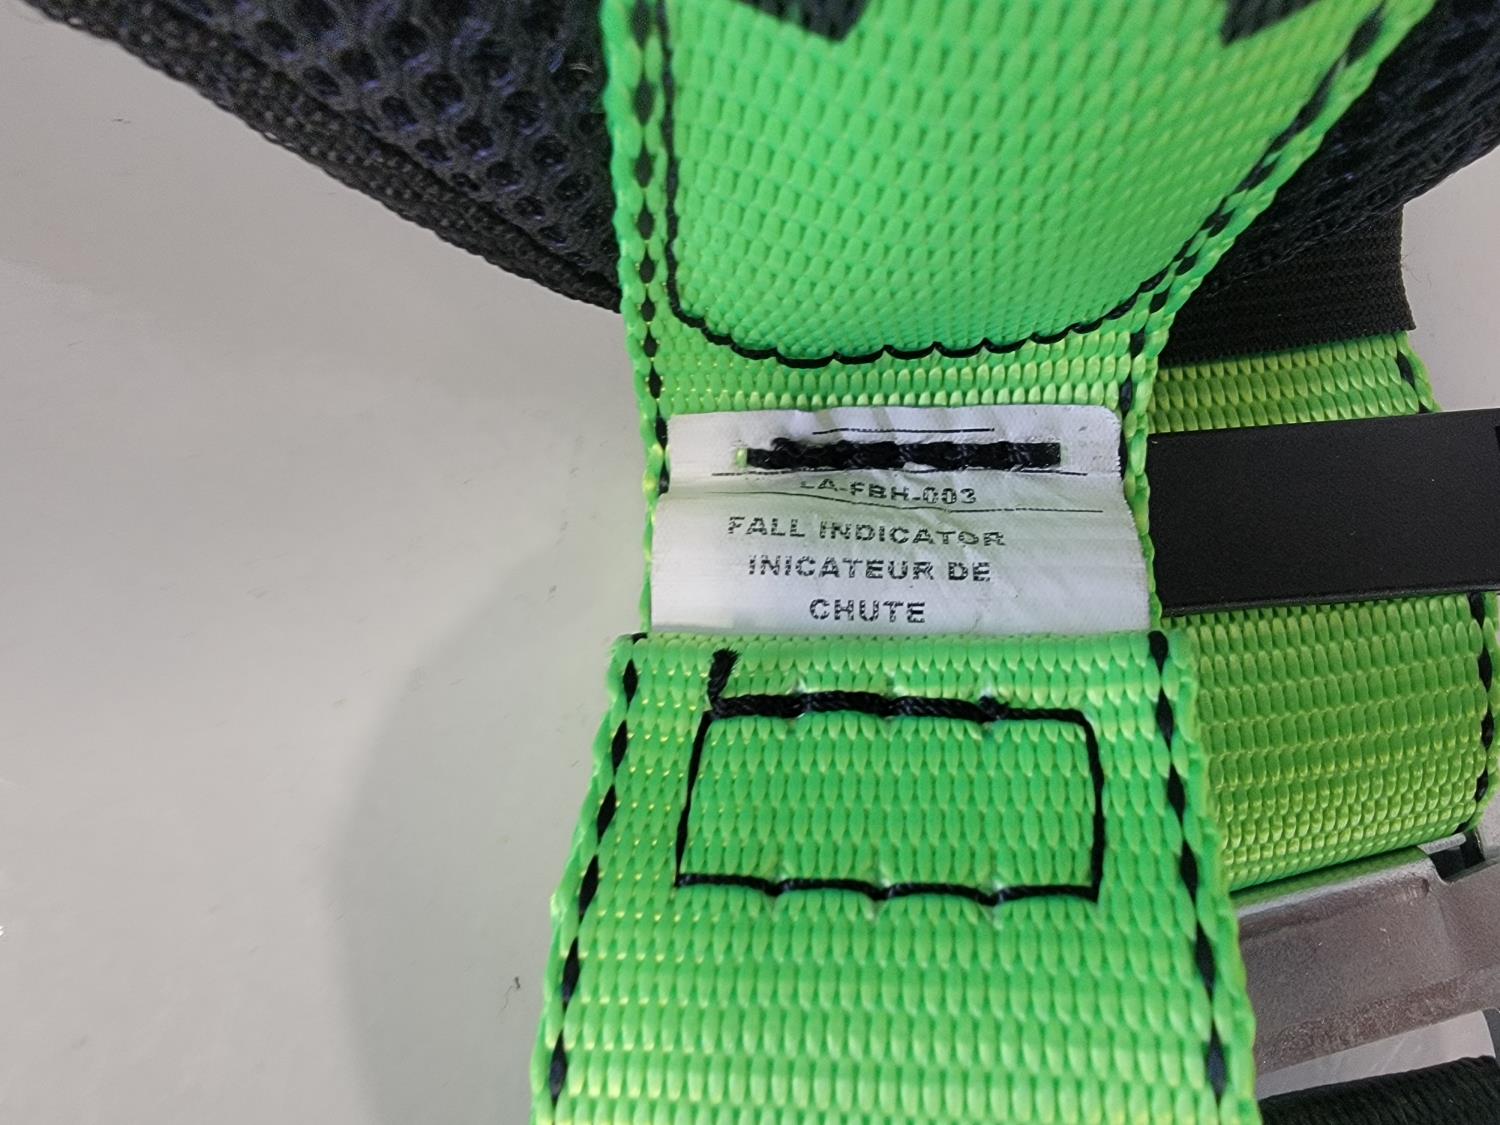 LA-FBH-003
FALL INDICATOR
INICATEUR DE
CHUTE